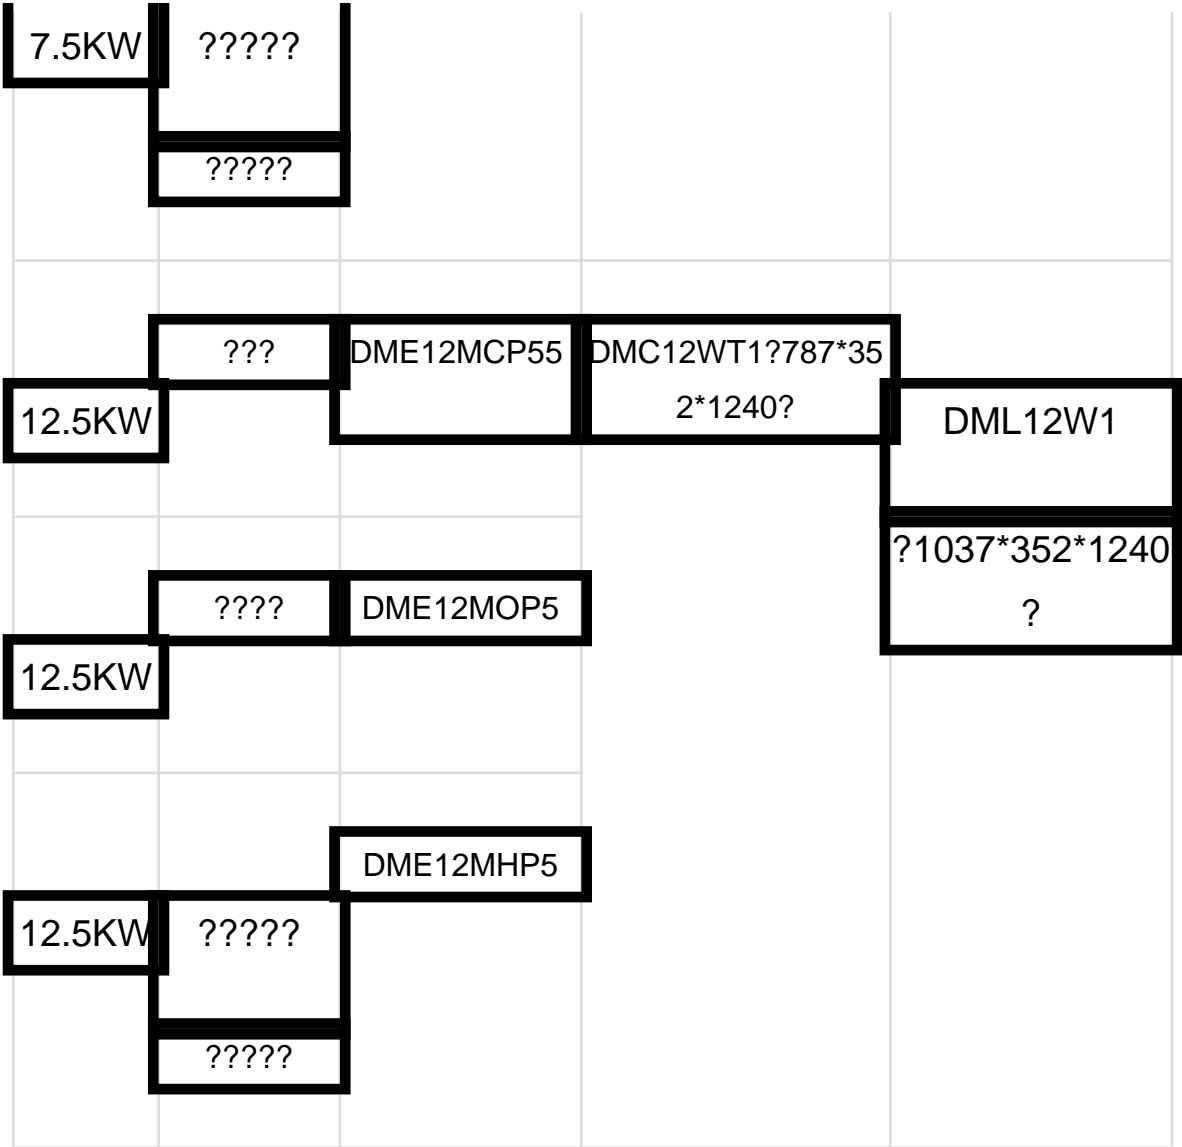 7.5KW ?????
?????
??? DME12MCP55 DMC12WT1?787*35
2*1240?
12.5KW DML12W1
?1037*352*1240
?
???? DME12MOP5
12.5KW
DME12MHP5
12.5KW ?????
?????